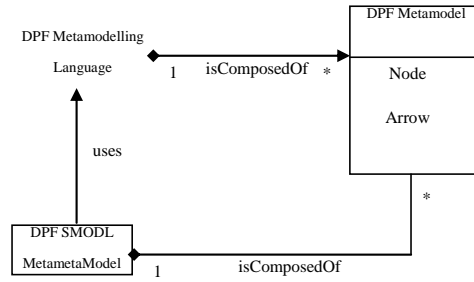 DPF Metamodel
DPF Metamodelling
Language
1
isComposedOf
*
Node
Arrow
uses
*
DPF SMODL
MetametaModel
1
isComposedOf